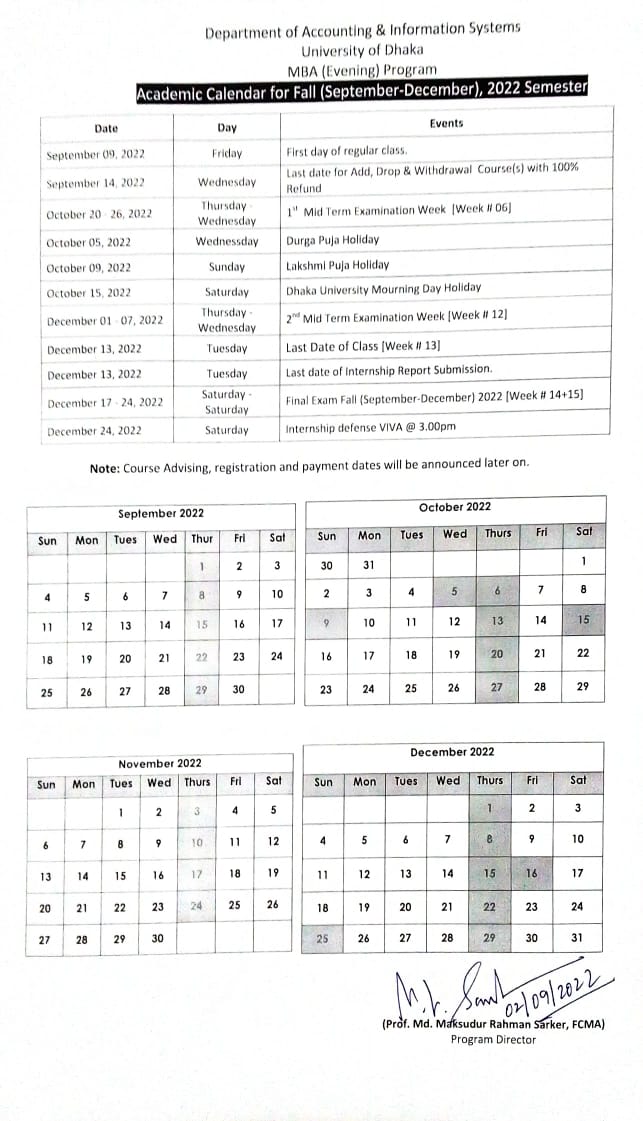 Department of Accounting & Information Systems
University of Dhaka
MBA (Evening) Program
Academic Calendar for Fall (September-December), 2022 Semester
Date Day Events
September 09, 2022 Friday First day of regular class.
September 14, 2022 Wednesday Last date for Add, Drop & Withdrawal Course(s) with 100% Refund
October 20 - 26, 2022 Thursday - Wednesday 1st Mid Term Examination Week [Week # 06]
October 05, 2022 Wednessday Durga Puja Holiday
October 09, 2022 Sunday Lakshmi Puja Holiday
October 15, 2022 Saturday Dhaka University Mourning Day Holiday
December 01 - 07, 2022 Thursday - Wednesday 2nd Mid Term Examination Week [Week # 12]
December 13, 2022 Tuesday Last Date of Class [Week # 13]
December 13, 2022 Tuesday Last date of Internship Report Submission.
December 17 - 24, 2022 Saturday - Saturday Final Exam Fall (September-December) 2022 [Week # 14+15]
December 24, 2022 Saturday Internship defense VIVA @ 3.00pm
Note: Course Advising, registration and payment dates will be announced later on.
September 2022
Sun Mon Tues Wed Thur Fri Sat
1 2 3
4 5 6 7 8 9 10
11 12 13 14 15 16 17
18 19 20 21 22 23 24
25 26 27 28 29 30
October 2022
Sun Mon Tues Wed Thurs Fri Sat
30 31 1
2 3 4 5 6 7 8
9 10 11 12 13 14 15
16 17 18 19 20 21 22
23 24 25 26 27 28 29
November 2022
Sun Mon Tues Wed Thurs Fri Sat
1 2 3 4 5
6 7 8 9 10 11 12
13 14 15 16 17 18 19
20 21 22 23 24 25 26
27 28 29 30
December 2022
Sun Mon Tues Wed Thurs Fri Sat
1 2 3
4 5 6 7 8 9 10
11 12 13 14 15 16 17
18 19 20 21 22 23 24
25 26 27 28 29 30 31
02/09/2022
(Prof. Md. Maksudur Rahman Sarker, FCMA)
Program Director